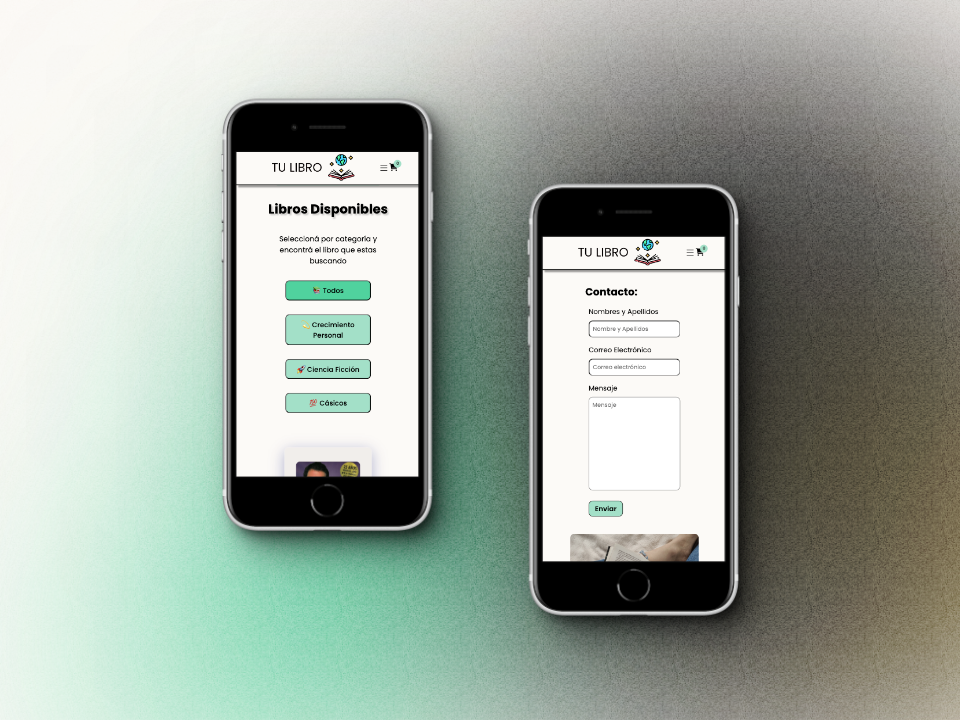 TU LIBRO
0
Libros Disponibles
Seleccioná por categoría y
encontrá el libro que estas
buscando
Todos
Crecimiento
Personal
Ciencia Ficción
💯 Cásicos
TU LIBRO
0
Contacto:
Nombres y Apellidos
Nombre y Apellidos
Correo Electrónico
Correo electrónico
Mensaje
Mensaje
Enviar